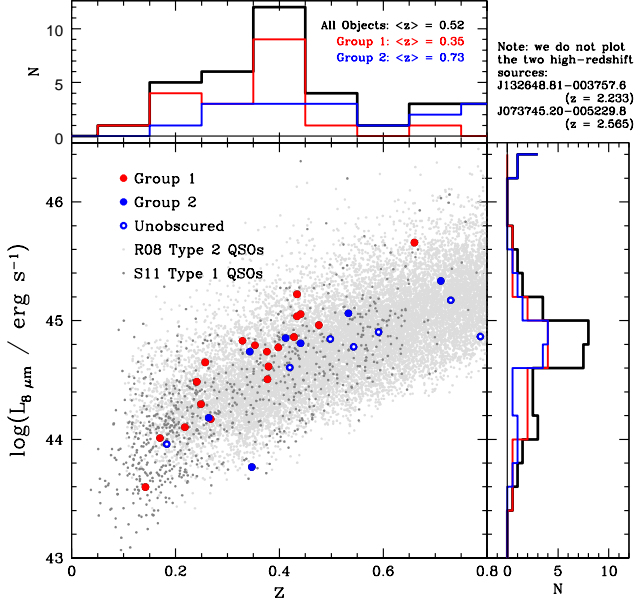 All Objects: <z> = 0.52
Group 1: <z> = 0.35
Group 2: <z> = 0.73
10
5
0
N
Note: we do not plot
the two high-redshift
sources:
J132648.81-003757.6
(z = 2.233)
J073745.20-005229.8
(z = 2.565)
46
45
44
43
log(L8 μm / erg s⁻¹)
Group 1
Group 2
Unobscured
R08 Type 2 QSOs
S11 Type 1 QSOs
0
0.2
0.4
0.6
0.8
z
0
5
10
N